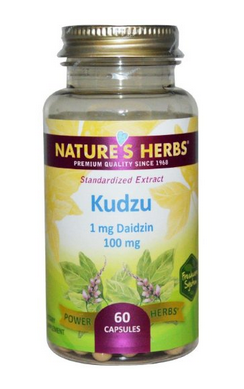 NATURE'S HERBS®
PREMIUM QUALITY SINCE 1968
Standardized Extract
Kudzu
1 mg Daidzin
100 mg
POWER HERBS®
60
CAPSULES